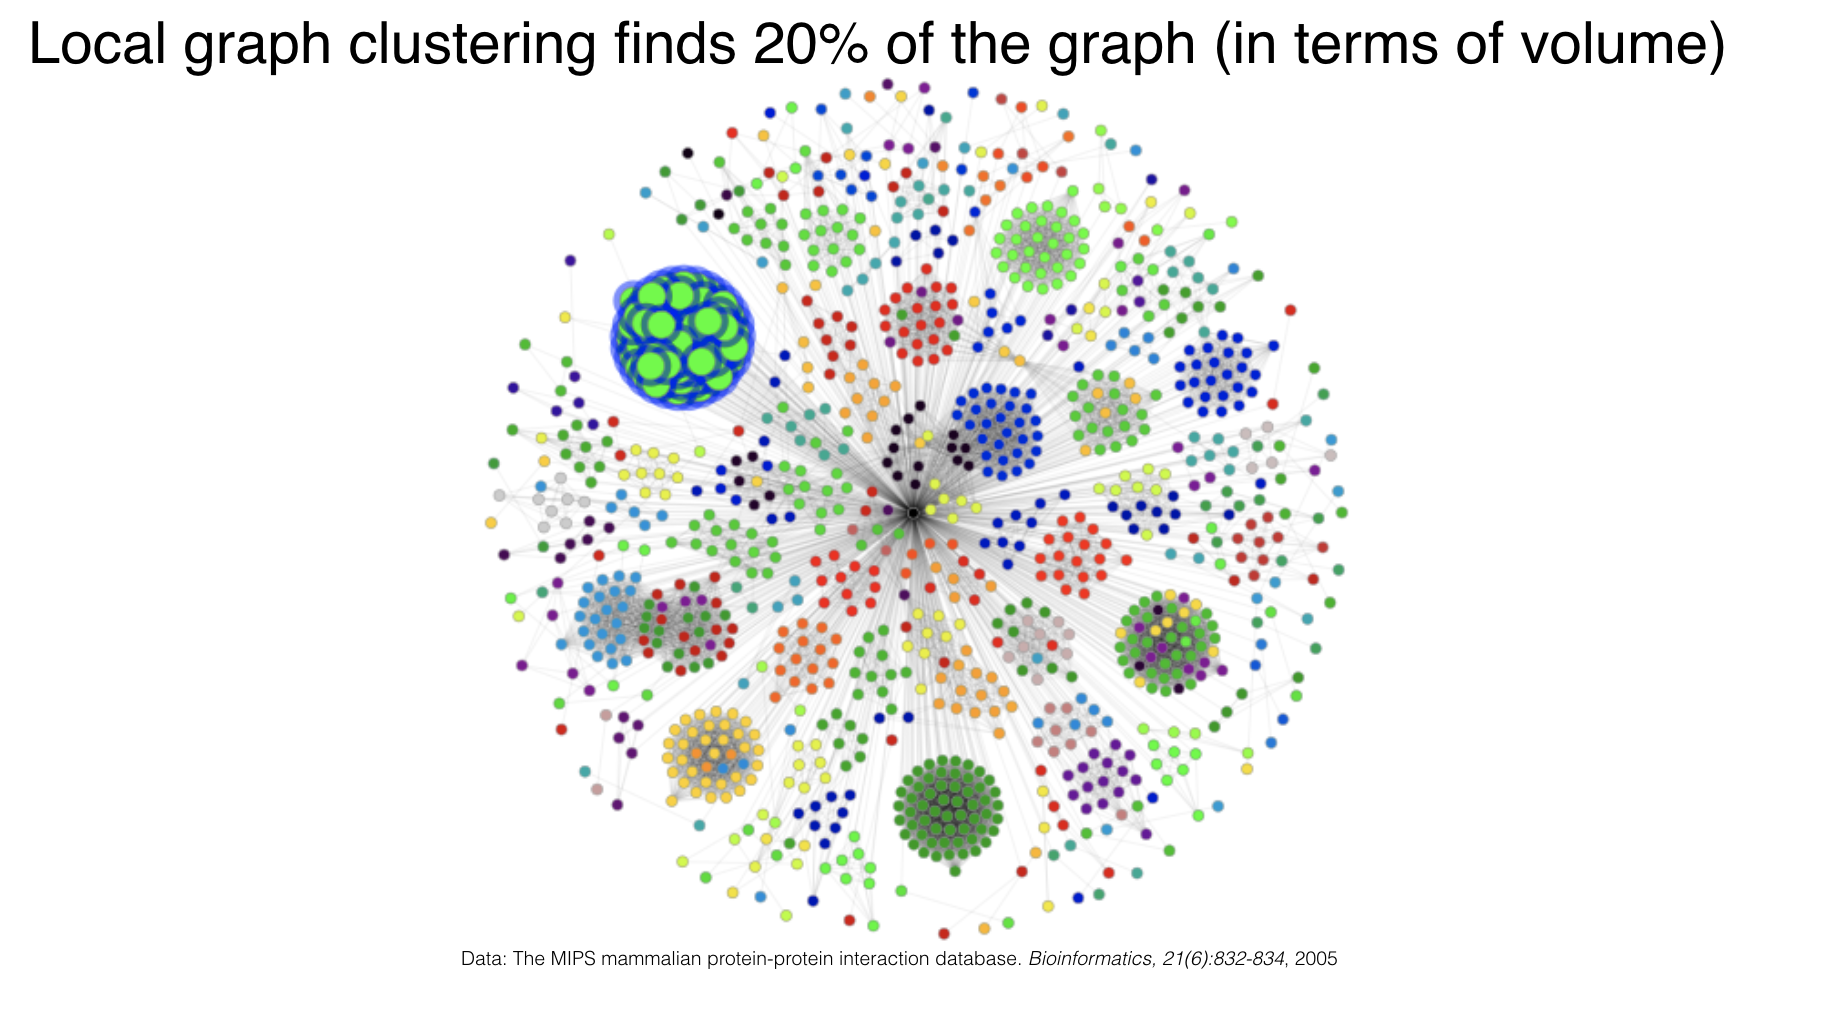 Local graph clustering finds 20% of the graph (in terms of volume)
Data: The MIPS mammalian protein-protein interaction database. Bioinformatics, 21(6):832-834, 2005